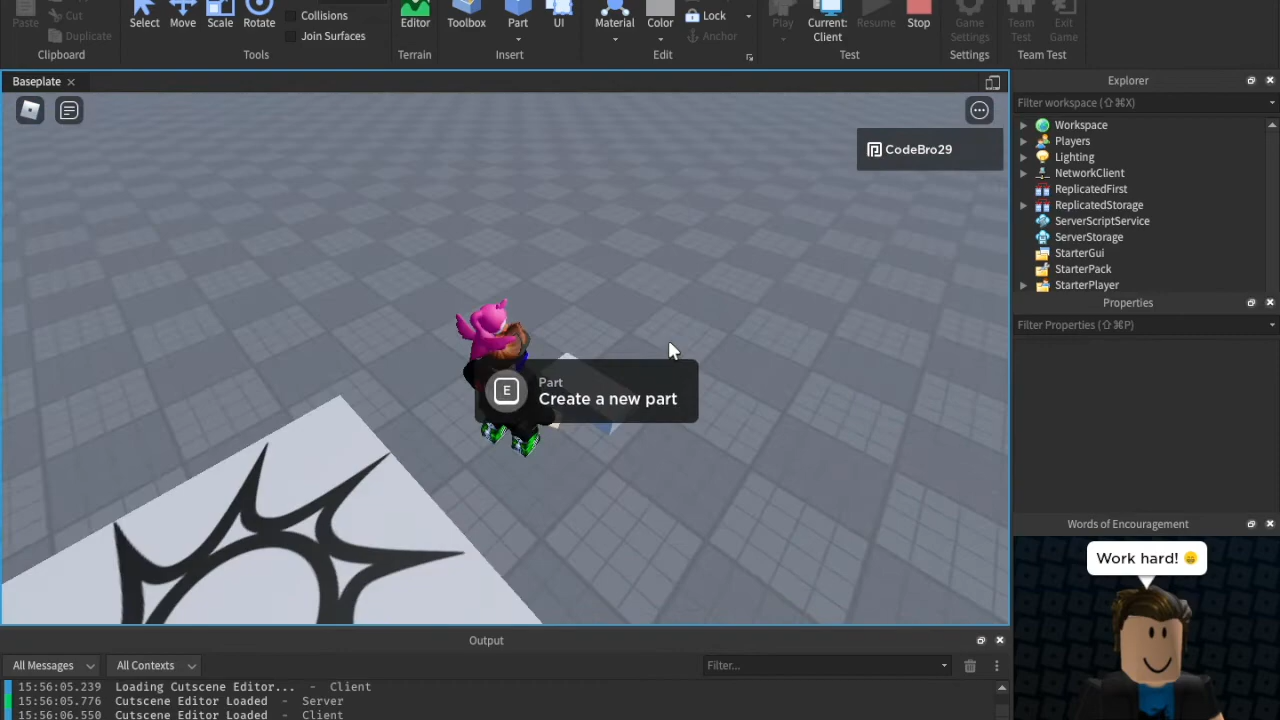 Paste
Cut
Duplicate
Clipboard
Select
Move
Scale
Rotate
Collisions
Join Surfaces
Tools
Editor
Terrain
Toolbox
Part
UI
Insert
Material
Color
Lock
Anchor
Edit
Play
Current:
Client
Resume
Stop
Test
Game
Settings
Settings
Team
Test
Exit
Game
Team Test
Baseplate
CodeBro29
E
Part
Create a new part
Explorer
Filter workspace (⇧⌘X)
Workspace
Players
Lighting
NetworkClient
ReplicatedFirst
ReplicatedStorage
ServerScriptService
ServerStorage
StarterGui
StarterPack
StarterPlayer
Properties
Filter Properties (⇧⌘P)
Words of Encouragement
Work hard! 😁
Output
All Messages
All Contexts
Filter...
15:56:05.239 Loading Cutscene Editor... - Client
15:56:05.776 Cutscene Editor Loaded - Server
15:56:06.550 Cutscene Editor Loaded - Client